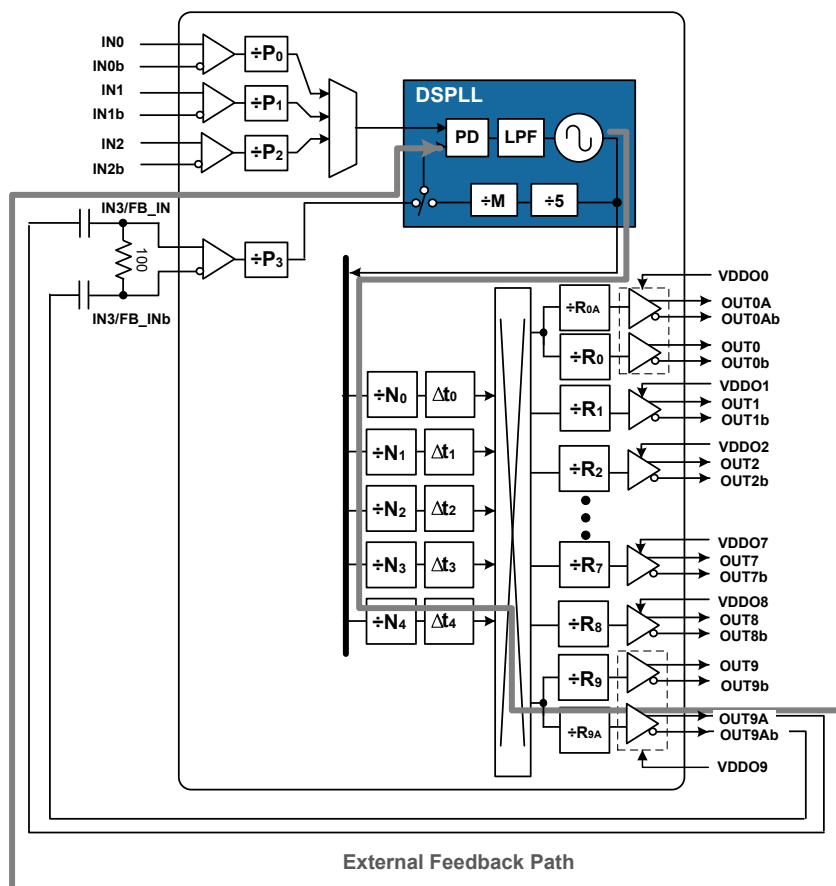 IN0
IN0b
÷P0
IN1
IN1b
÷P1
IN2
IN2b
÷P2
DSPLL
PD
LPF
÷M
÷5
IN3/FB_IN
100
÷P3
IN3/FB_INb
÷N0
Δt0
÷N1
Δt1
÷N2
Δt2
÷N3
Δt3
÷N4
Δt4
÷R0A
÷R0
÷R1
÷R2
÷R7
÷R8
÷R9
÷R9A
VDDO0
OUT0A
OUT0Ab
OUT0
OUT0b
VDDO1
OUT1
OUT1b
VDDO2
OUT2
OUT2b
VDDO7
OUT7
OUT7b
VDDO8
OUT8
OUT8b
OUT9
OUT9b
OUT9A
OUT9Ab
VDDO9
External Feedback Path